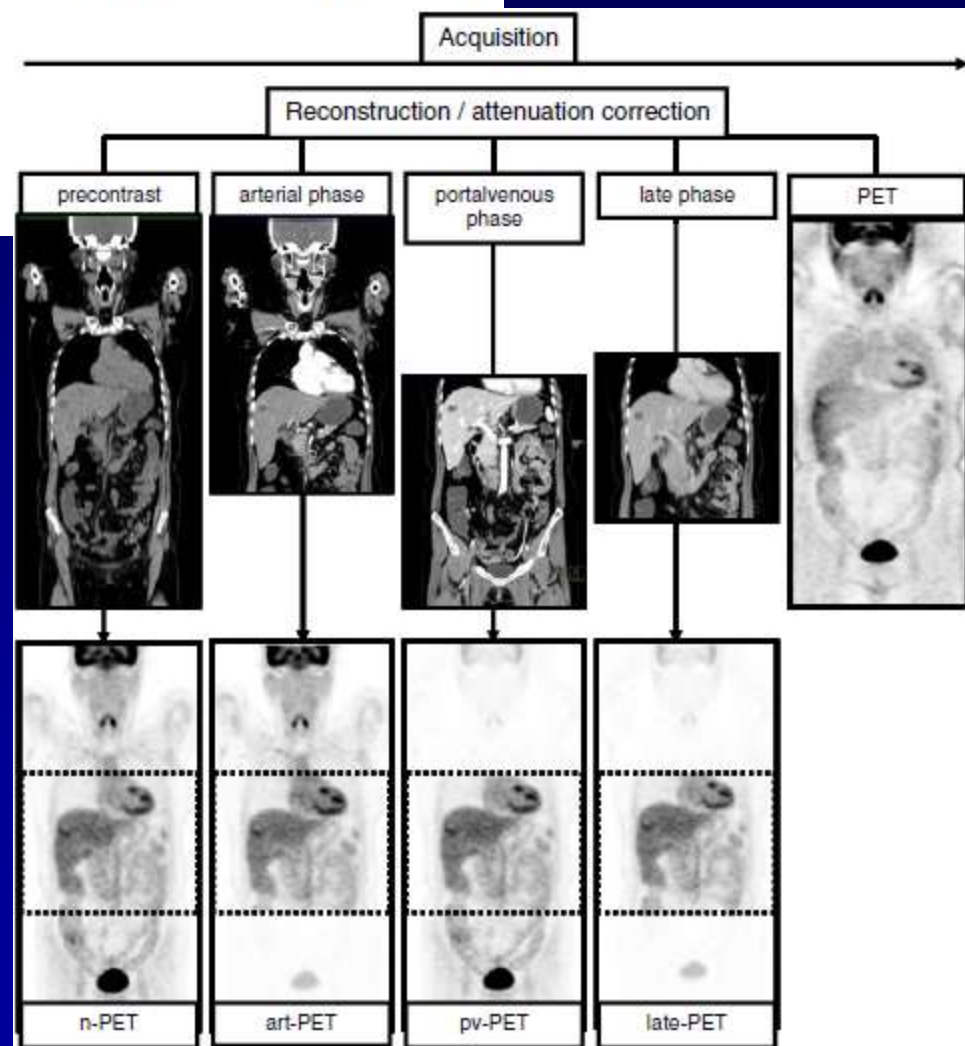 Acquisition
Reconstruction / attenuation correction
precontrast
arterial phase
portalvenous
phase
late phase
PET
n-PET
art-PET
pv-PET
late-PET